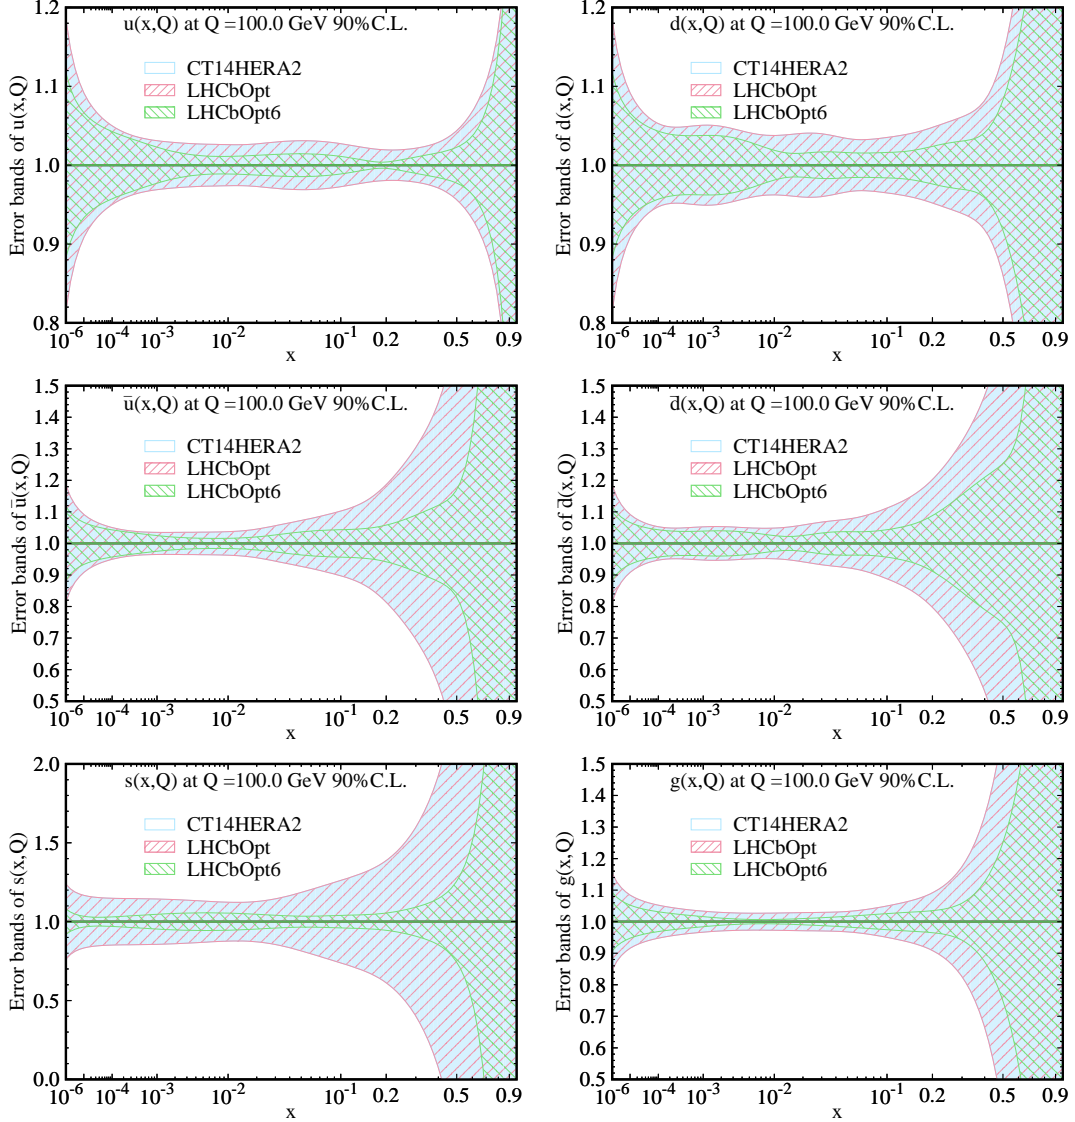 u(x,Q) at Q =100.0 GeV 90%C.L.
CT14HERA2
LHCbOpt
LHCbOpt6
Error bands of u(x,Q)
1.2
1.1
1.0
0.9
0.8
10^-6 10^-4 10^-3 10^-2 10^-1 0.2 0.5 0.9
x
d(x,Q) at Q =100.0 GeV 90%C.L.
CT14HERA2
LHCbOpt
LHCbOpt6
Error bands of d(x,Q)
1.2
1.1
1.0
0.9
0.8
10^-6 10^-4 10^-3 10^-2 10^-1 0.2 0.5 0.9
x
ū(x,Q) at Q =100.0 GeV 90%C.L.
CT14HERA2
LHCbOpt
LHCbOpt6
Error bands of ū(x,Q)
1.5
1.4
1.3
1.2
1.1
1.0
0.9
0.8
0.7
0.6
0.5
10^-6 10^-4 10^-3 10^-2 10^-1 0.2 0.5 0.9
x
d̄(x,Q) at Q =100.0 GeV 90%C.L.
CT14HERA2
LHCbOpt
LHCbOpt6
Error bands of d̄(x,Q)
1.5
1.4
1.3
1.2
1.1
1.0
0.9
0.8
0.7
0.6
0.5
10^-6 10^-4 10^-3 10^-2 10^-1 0.2 0.5 0.9
x
s(x,Q) at Q =100.0 GeV 90%C.L.
CT14HERA2
LHCbOpt
LHCbOpt6
Error bands of s(x,Q)
2.0
1.5
1.0
0.5
0.0
10^-6 10^-4 10^-3 10^-2 10^-1 0.2 0.5 0.9
x
g(x,Q) at Q =100.0 GeV 90%C.L.
CT14HERA2
LHCbOpt
LHCbOpt6
Error bands of g(x,Q)
1.5
1.4
1.3
1.2
1.1
1.0
0.9
0.8
0.7
0.6
0.5
10^-6 10^-4 10^-3 10^-2 10^-1 0.2 0.5 0.9
x